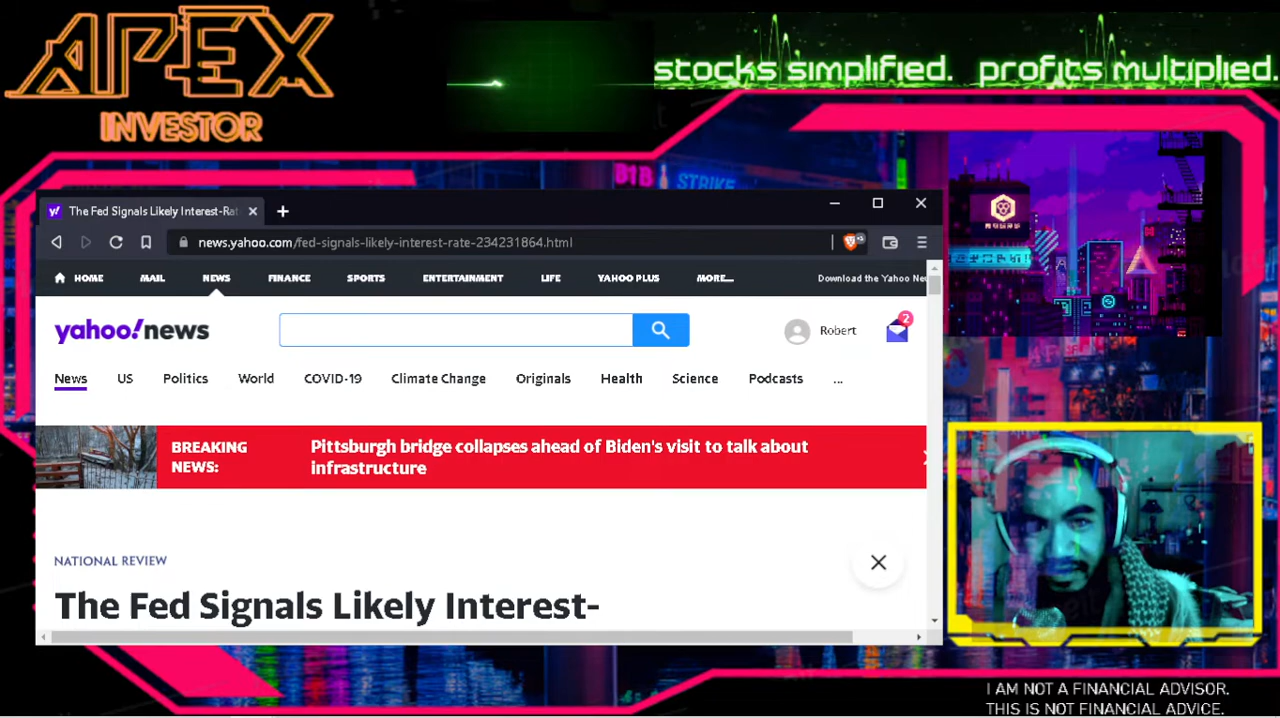 APEX
INVESTOR
stocks simplified. profits multiplied.
B1B STRIKE
The Fed Signals Likely Interest-Ra
news.yahoo.com/fed-signals-likely-interest-rate-234231864.html
HOME MAIL NEWS FINANCE SPORTS ENTERTAINMENT LIFE YAHOO PLUS MORE... Download the Yahoo Ne
yahoo!news
Robert
2
News US Politics World COVID-19 Climate Change Originals Health Science Podcasts ...
BREAKING NEWS:
Pittsburgh bridge collapses ahead of Biden's visit to talk about
infrastructure
NATIONAL REVIEW
The Fed Signals Likely Interest-
I AM NOT A FINANCIAL ADVISOR.
THIS IS NOT FINANCIAL ADVICE.